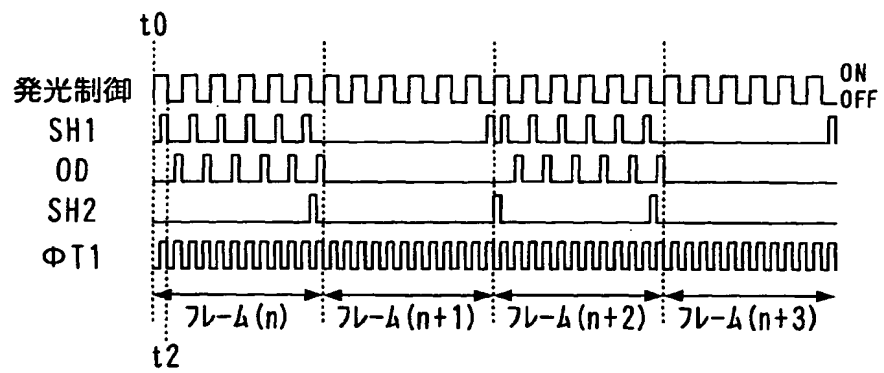 t0
発光制御
ON
OFF
SH1
OD
SH2
ΦT1
フレーム(n)
フレーム(n+1)
フレーム(n+2)
フレーム(n+3)
t2